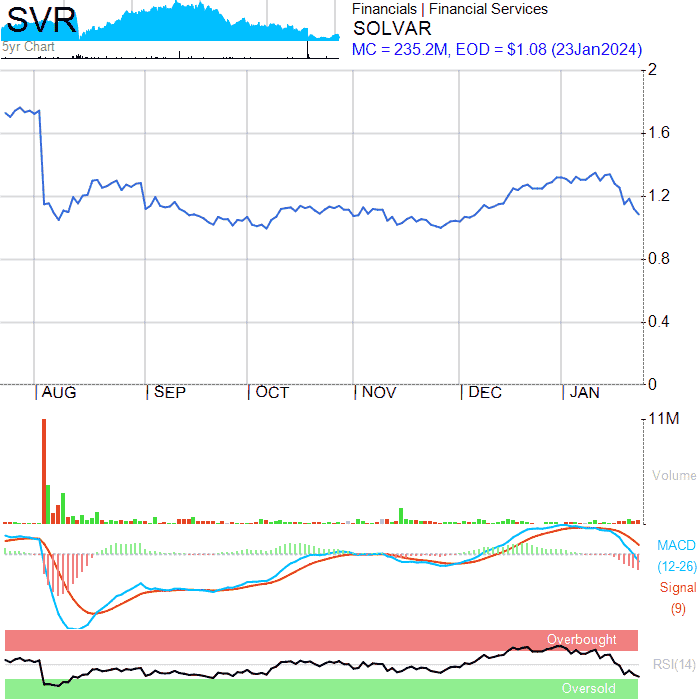 SVR
5yr Chart
Financials | Financial Services
SOLVAR
MC = 235.2M, EOD = $1.08 (23Jan2024)
2
1.6
1.2
0.8
0.4
0
AUG SEP OCT NOV DEC JAN
11M
Volume
MACD
(12-26)
Signal
(9)
Overbought
RSI(14)
Oversold